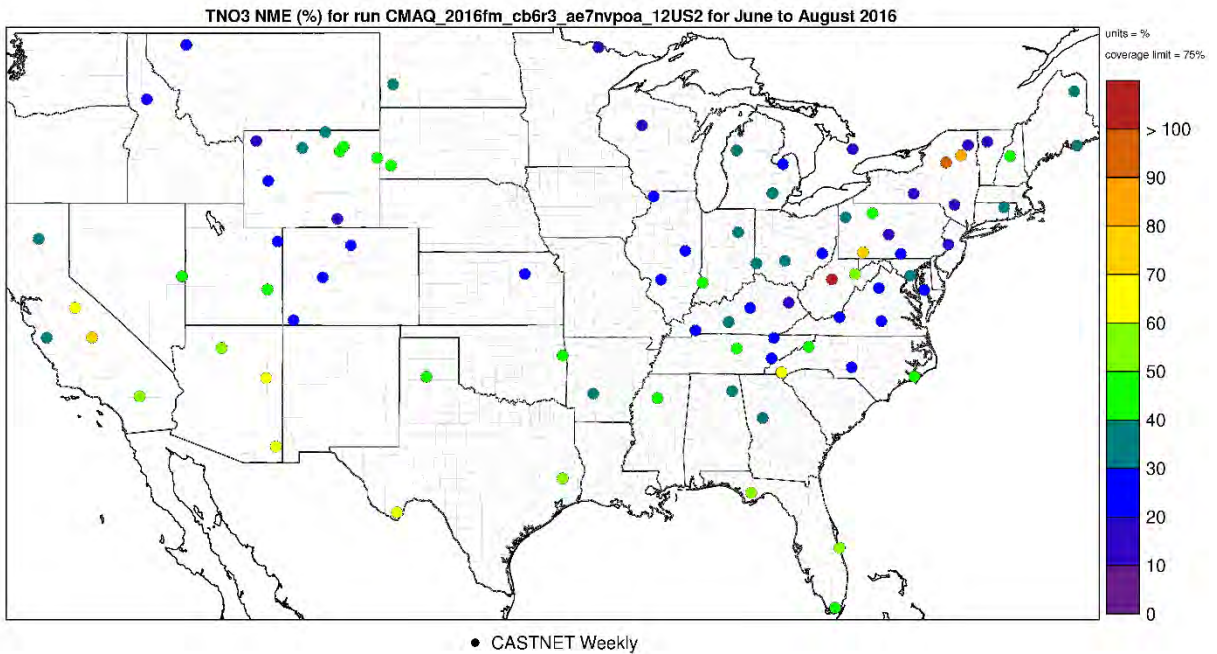 TNO3 NME (%) for run CMAQ_2016fm_cb6r3_ae7nvpoa_12US2 for June to August 2016
units = %
coverage limit = 75%
> 100
90
80
70
60
50
40
30
20
10
0
CASTNET Weekly